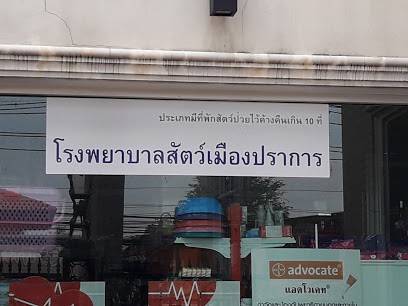 ประเภทมีที่พักสัตว์ป่วยไว้ค้างคืนเกิน 10 ที่
โรงพยาบาลสัตว์เมืองปราการ
advocate
แอดโวเคท